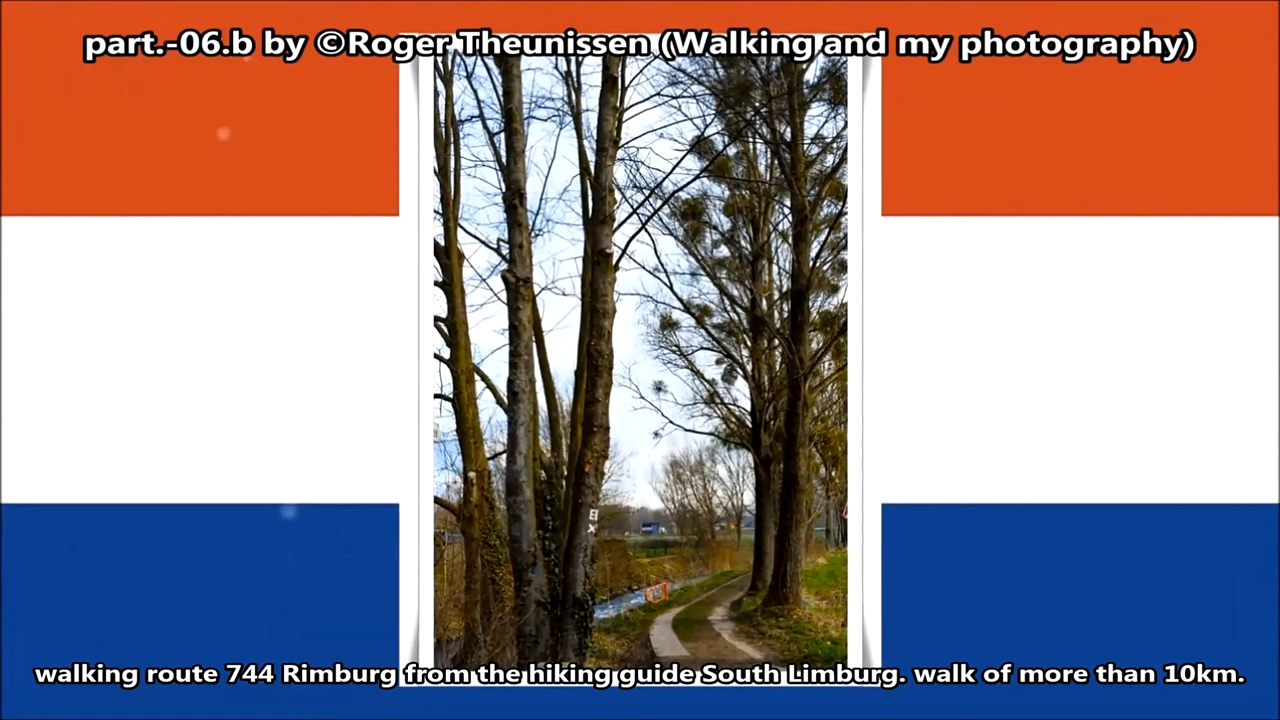 part.-06.b by ©Roger Theunissen (Walking and my photography)
walking route 744 Rimburg from the hiking guide South Limburg. walk of more than 10km.